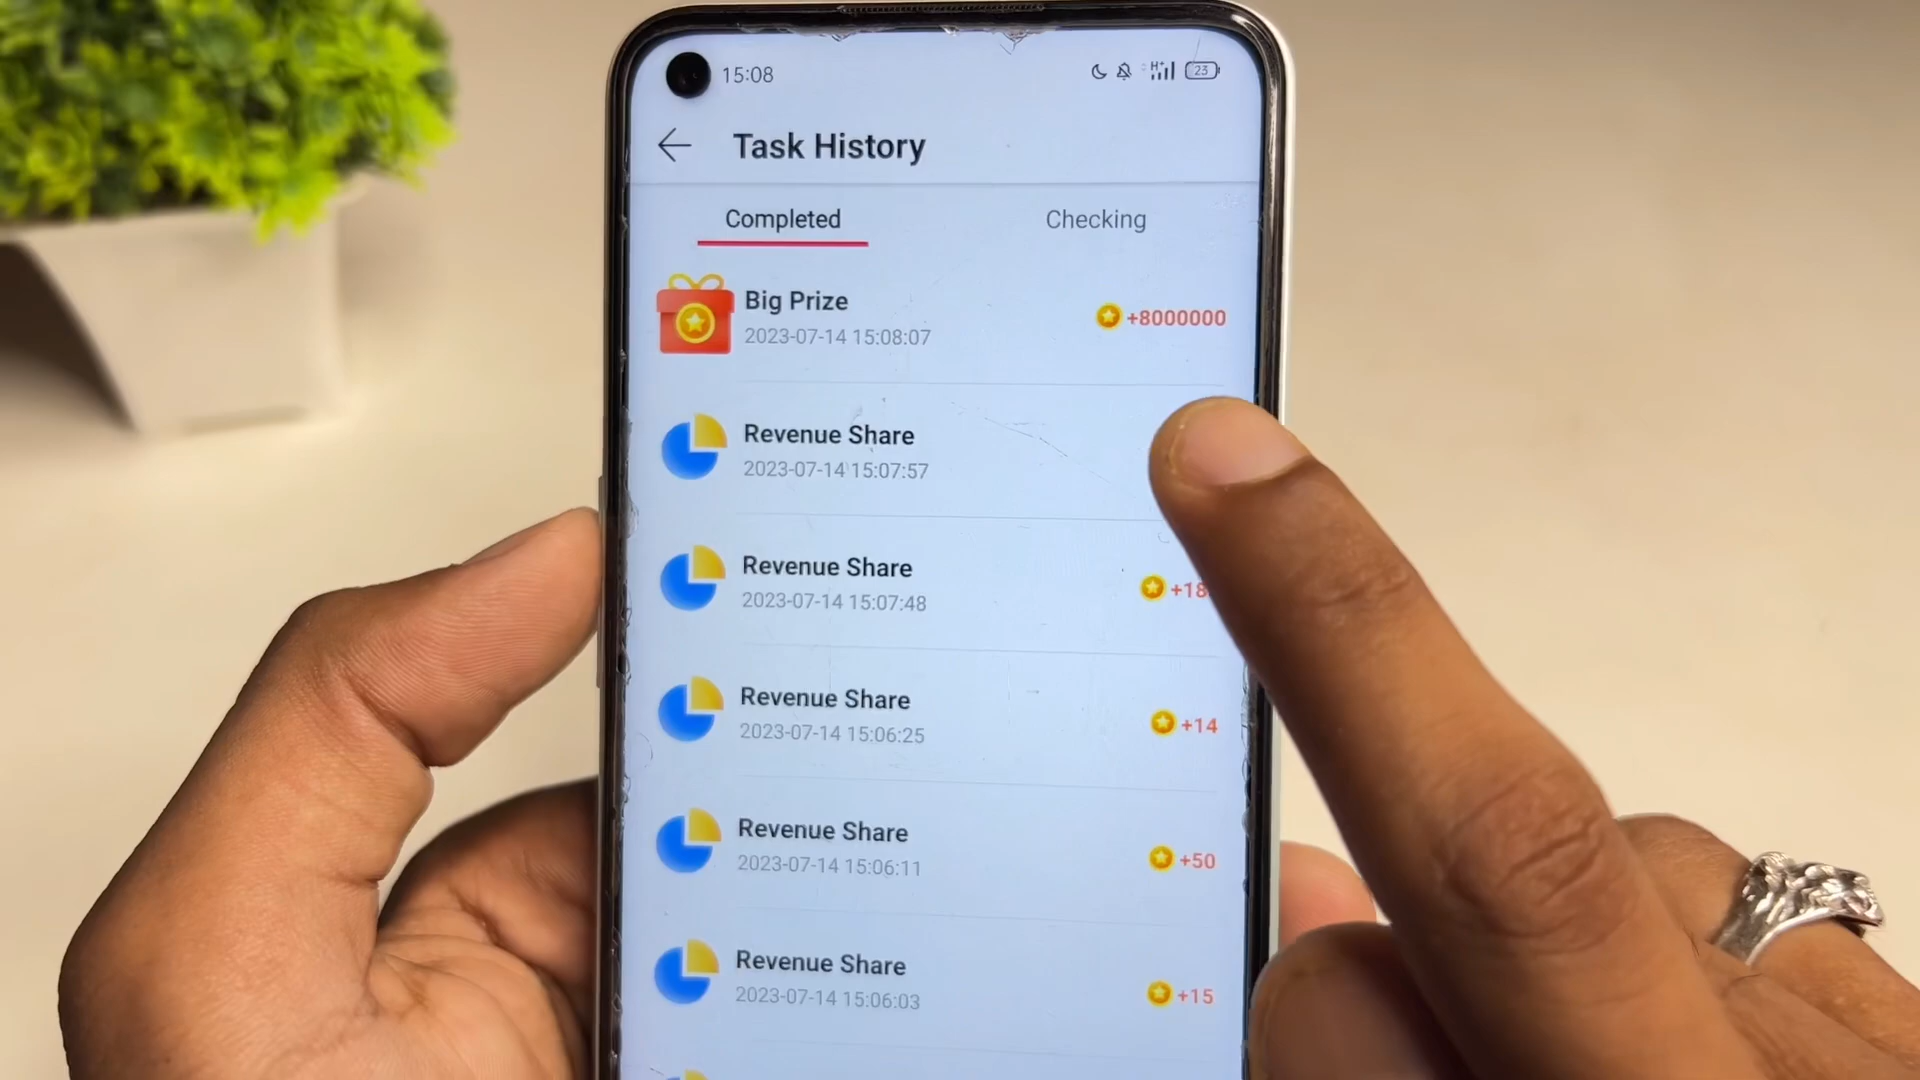 15:08
H+
23
Task History
Completed
Checking
Big Prize
2023-07-14 15:08:07
+8000000
Revenue Share
2023-07-14 15:07:57
Revenue Share
2023-07-14 15:07:48
+18
Revenue Share
2023-07-14 15:06:25
+14
Revenue Share
2023-07-14 15:06:11
+50
Revenue Share
2023-07-14 15:06:03
+15